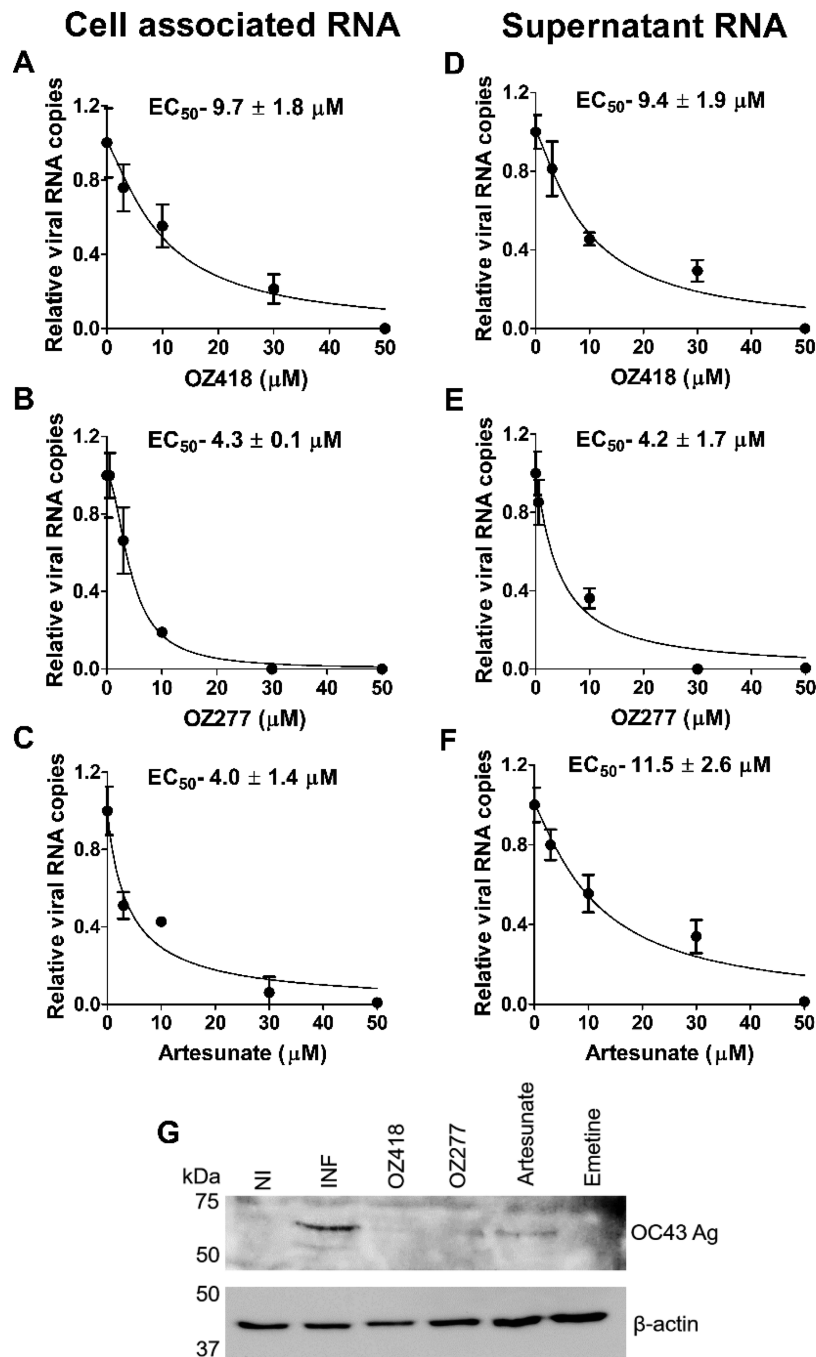 Cell associated RNA
Supernatant RNA
A
EC50- 9.7 ± 1.8 µM
Relative viral RNA copies
1.2
0.8
0.4
0.0
0 10 20 30 40 50
OZ418 (µM)
D
EC50- 9.4 ± 1.9 µM
Relative viral RNA copies
1.2
0.8
0.4
0.0
0 10 20 30 40 50
OZ418 (µM)
B
EC50- 4.3 ± 0.1 µM
Relative viral RNA copies
1.2
0.8
0.4
0.0
0 10 20 30 40 50
OZ277 (µM)
E
EC50- 4.2 ± 1.7 µM
Relative viral RNA copies
1.2
0.8
0.4
0.0
0 10 20 30 40 50
OZ277 (µM)
C
EC50- 4.0 ± 1.4 µM
Relative viral RNA copies
1.2
0.8
0.4
0.0
0 10 20 30 40 50
Artesunate (µM)
F
EC50- 11.5 ± 2.6 µM
Relative viral RNA copies
1.2
0.8
0.4
0.0
0 10 20 30 40 50
Artesunate (µM)
G
kDa
NI
INF
OZ418
OZ277
Artesunate
Emetine
75
50
OC43 Ag
50
37
β-actin